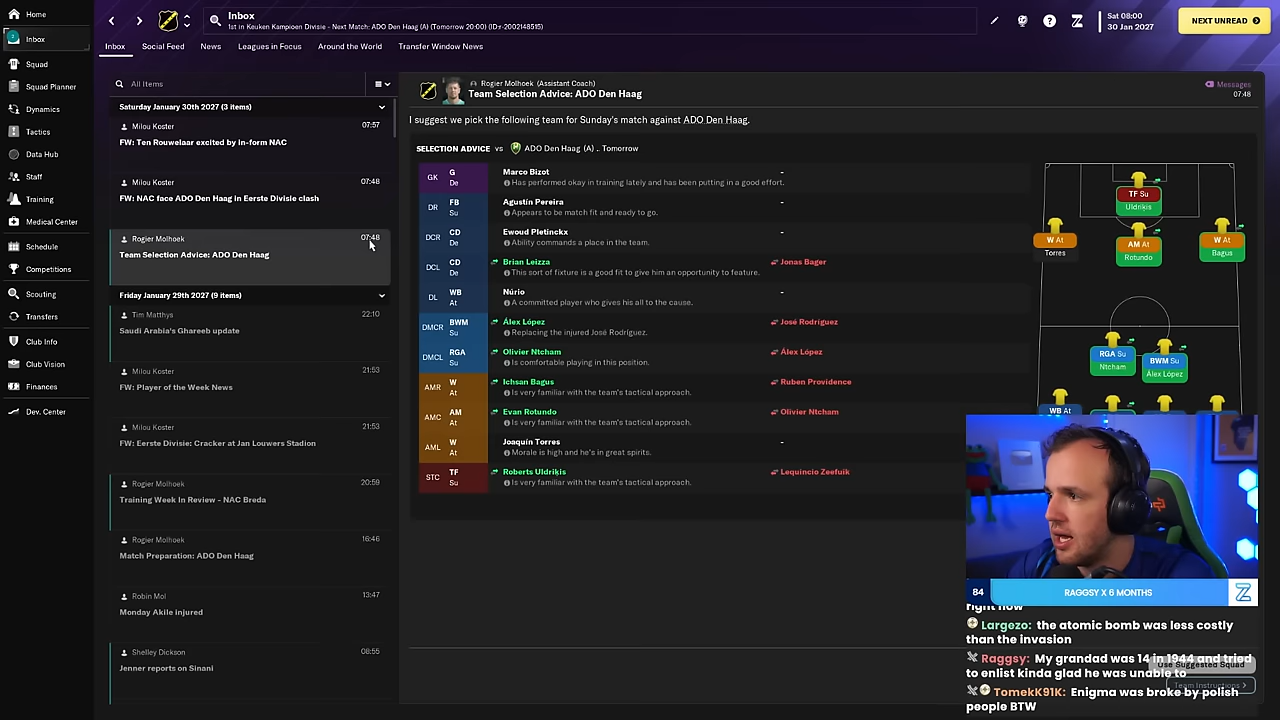 Home
Inbox
Squad
Squad Planner
Dynamics
Tactics
Data Hub
Staff
Training
Medical Center
Schedule
Competitions
Scouting
Transfers
Club Info
Club Vision
Finances
Dev. Center
Inbox
1st in Keuken Kampioen Divisie - Next Match: ADO Den Haag (A) (Tomorrow 20:00) (ID:r-2002148515)
Sat 08:00
30 Jan 2027
NEXT UNREAD
Inbox
Social Feed
News
Leagues in Focus
Around the World
Transfer Window News
All Items
Saturday January 30th 2027 (3 items)
Milou Koster 07:57
FW: Ten Rouwelaar excited by in-form NAC
Milou Koster 07:48
FW: NAC face ADO Den Haag in Eerste Divisie clash
Rogier Molhoek 07:48
Team Selection Advice: ADO Den Haag
Friday January 29th 2027 (9 items)
Tim Matthys 22:10
Saudi Arabia's Ghareeb update
Milou Koster 21:53
FW: Player of the Week News
Milou Koster 21:53
FW: Eerste Divisie: Cracker at Jan Louwers Stadion
Rogier Molhoek 20:59
Training Week In Review - NAC Breda
Rogier Molhoek 16:46
Match Preparation: ADO Den Haag
Robin Mol 13:47
Monday Akile injured
Shelley Dickson 08:55
Jenner reports on Sinani
Rogier Molhoek (Assistant Coach)
Team Selection Advice: ADO Den Haag
Messages
07:48
I suggest we pick the following team for Sunday's match against ADO Den Haag.
SELECTION ADVICE vs ADO Den Haag (A) .. Tomorrow
GK G De Marco Bizot -
Has performed okay in training lately and has been putting in a good effort.
DR FB Su Agustín Pereira -
Appears to be match fit and ready to go.
DCR CD De Ewoud Pletinckx -
Ability commands a place in the team.
DCL CD De Brian Leizza Jonas Bager
This sort of fixture is a good fit to give him an opportunity to feature.
DL WB At Núrio -
A committed player who gives his all to the cause.
DMCR BWM Su Álex López José Rodríguez
Replacing the injured José Rodríguez.
DMCL RGA Su Olivier Ntcham Álex López
Is comfortable playing in this position.
AMR W At Ichsan Bagus Ruben Providence
Is very familiar with the team's tactical approach.
AMC AM At Evan Rotundo Olivier Ntcham
Is very familiar with the team's tactical approach.
AML W At Joaquín Torres -
Morale is high and he's in great spirits.
STC TF Su Roberts Uldriķis Lequincio Zeefuik
Is very familiar with the team's tactical approach.
TF Su
Uldriķis
W At
Torres
AM At
Rotundo
W At
Bagus
RGA Su
Ntcham
BWM Su
Álex López
WB At
84 RAGGSY X 6 MONTHS
right now
Largezo: the atomic bomb was less costly
than the invasion
Raggsy: My grandad was 14 in 1944 and tried
to enlist kinda glad he was unable to
TomekK91K: Enigma was broke by polish
people BTW
Use Suggested Squad
Team Instructions